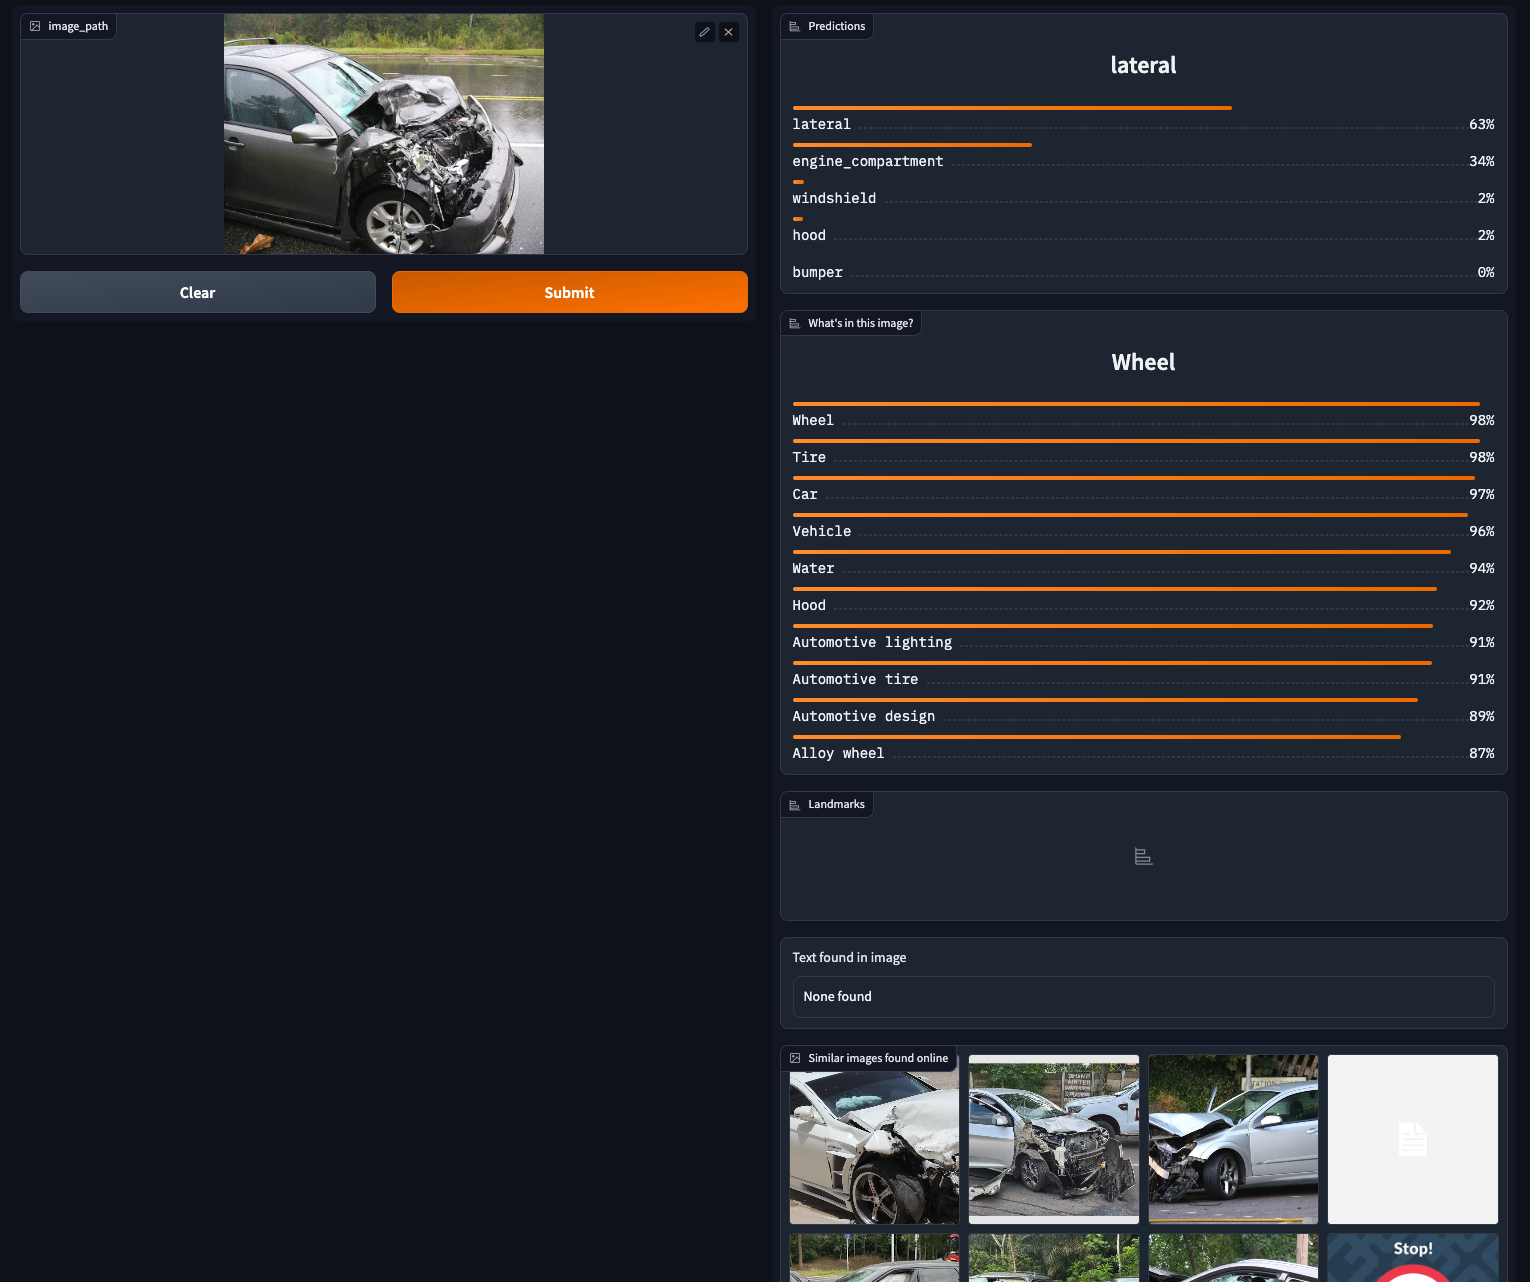 image_path
Clear
Submit
Predictions
lateral
lateral 63%
engine_compartment 34%
windshield 2%
hood 2%
bumper 0%
What's in this image?
Wheel
Wheel 98%
Tire 98%
Car 97%
Vehicle 96%
Water 94%
Hood 92%
Automotive lighting 91%
Automotive tire 91%
Automotive design 89%
Alloy wheel 87%
Landmarks
Text found in image
None found
Similar images found online
Stop!